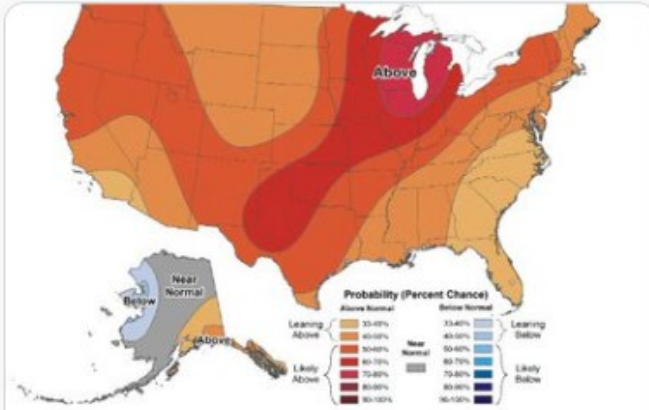 Above
Near
Normal
Below
Above
Probability (Percent Chance)
Above Normal
Below Normal
Leaning
Above
33-40%
40-50%
Likely
Above
50-60%
60-70%
70-80%
80-90%
90-100%
Near
Normal
33-40%
40-50%
Leaning
Below
50-60%
60-70%
70-80%
80-90%
90-100%
Likely
Below